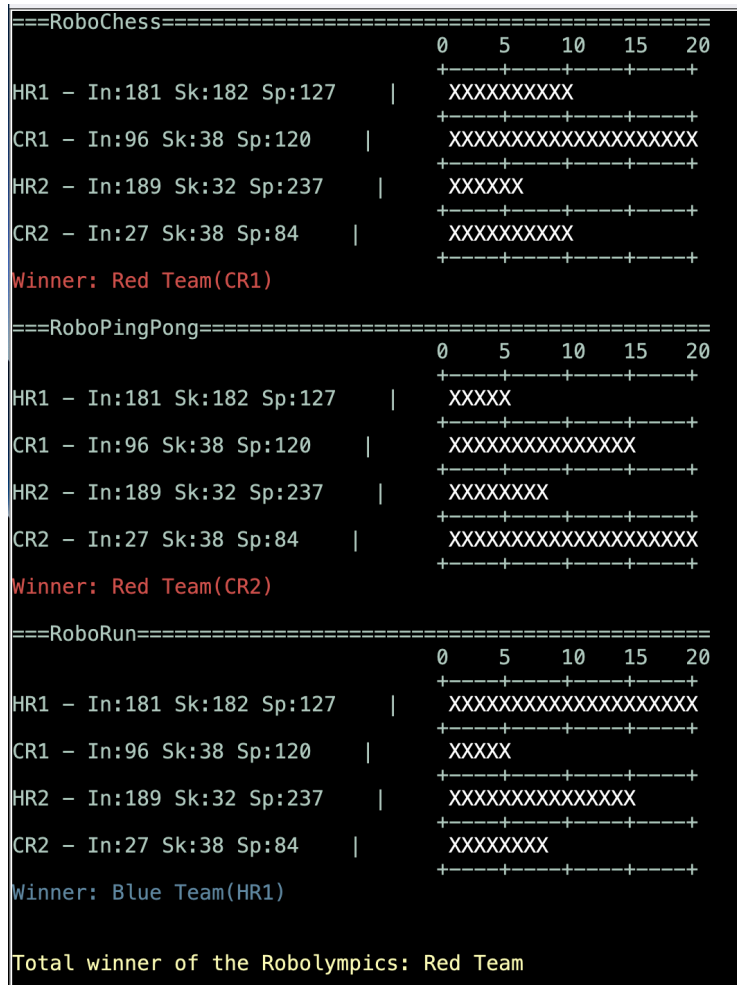 ===RoboChess============================================
0    5    10   15   20
+----+----+----+----+
HR1 – In:181 Sk:182 Sp:127    |    XXXXXXXXXX
+----+----+----+----+
CR1 – In:96 Sk:38 Sp:120    |    XXXXXXXXXXXXXXXXXXXX
+----+----+----+----+
HR2 – In:189 Sk:32 Sp:237    |    XXXXXX
+----+----+----+----+
CR2 – In:27 Sk:38 Sp:84    |    XXXXXXXXXX
+----+----+----+----+
Winner: Red Team(CR1)
===RoboPingPong=========================================
0    5    10   15   20
+----+----+----+----+
HR1 – In:181 Sk:182 Sp:127    |    XXXXX
+----+----+----+----+
CR1 – In:96 Sk:38 Sp:120    |    XXXXXXXXXXXXXXX
+----+----+----+----+
HR2 – In:189 Sk:32 Sp:237    |    XXXXXXXX
+----+----+----+----+
CR2 – In:27 Sk:38 Sp:84    |    XXXXXXXXXXXXXXXXXXXX
+----+----+----+----+
Winner: Red Team(CR2)
===RoboRun==============================================
0    5    10   15   20
+----+----+----+----+
HR1 – In:181 Sk:182 Sp:127    |    XXXXXXXXXXXXXXXXXXXX
+----+----+----+----+
CR1 – In:96 Sk:38 Sp:120    |    XXXXX
+----+----+----+----+
HR2 – In:189 Sk:32 Sp:237    |    XXXXXXXXXXXXXXX
+----+----+----+----+
CR2 – In:27 Sk:38 Sp:84    |    XXXXXXXX
+----+----+----+----+
Winner: Blue Team(HR1)
Total winner of the Robolympics: Red Team